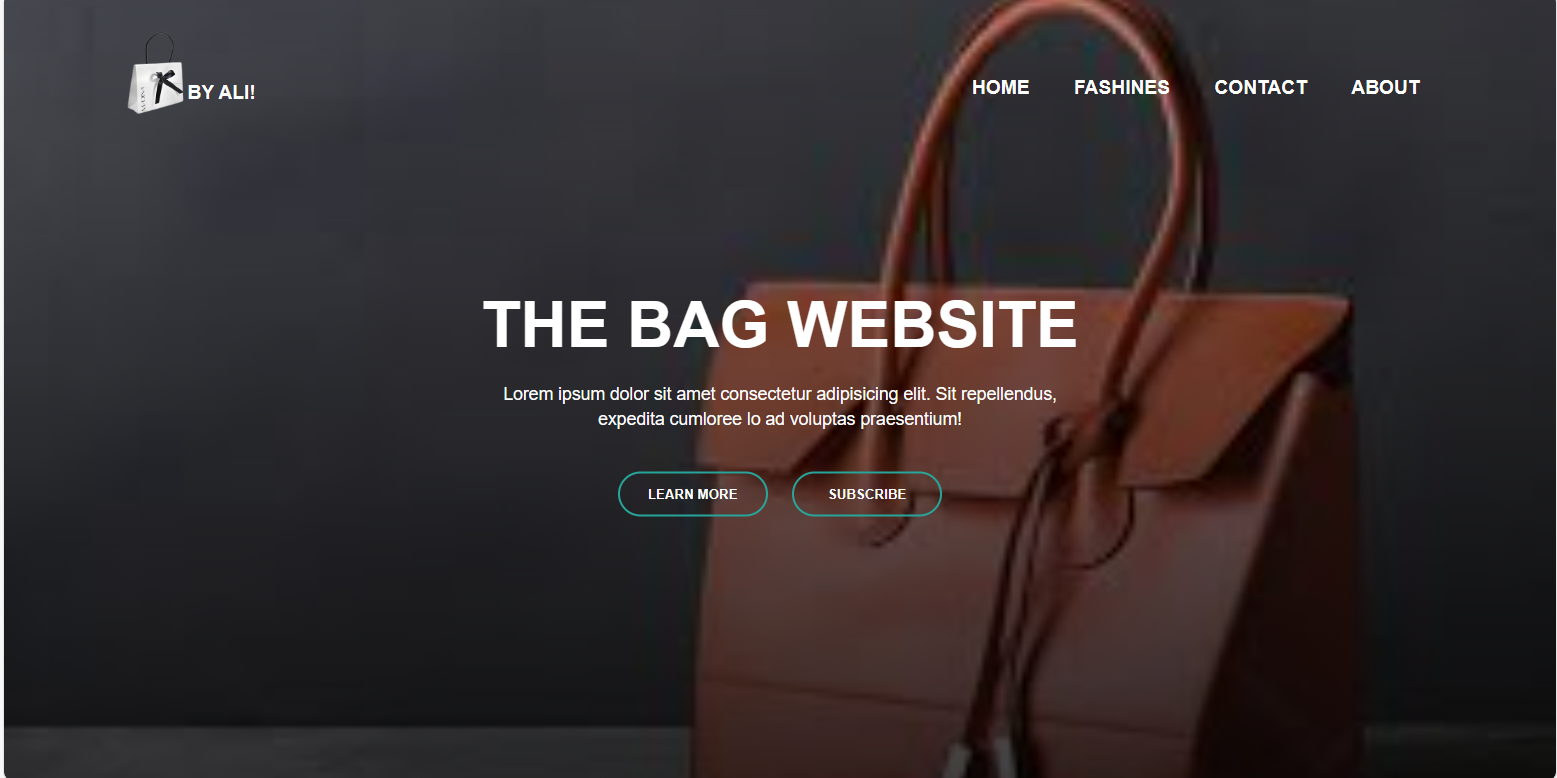 BY ALI!
HOME FASHINES CONTACT ABOUT
THE BAG WEBSITE
Lorem ipsum dolor sit amet consectetur adipisicing elit. Sit repellendus,
expedita cumloree lo ad voluptas praesentium!
LEARN MORE SUBSCRIBE